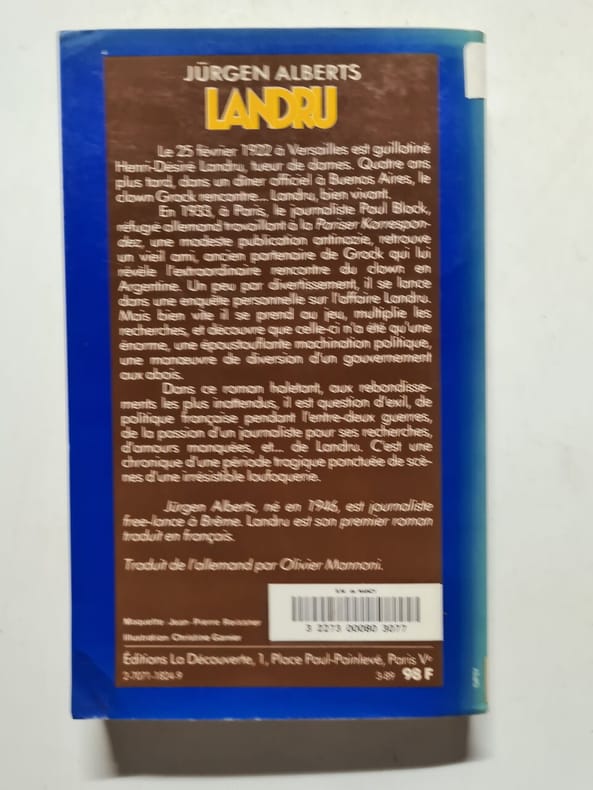 JÜRGEN ALBERTS
LANDRU
Le 25 février 1922 à Versailles est guillotiné
Henri-Désiré Landru, tueur de dames. Quatre ans
plus tard, dans un dîner officiel à Buenos Aires, le
clown Grock rencontre... Landru, bien vivant.
En 1933, à Paris, le journaliste Paul Block,
réfugié allemand travaillant à la Pariser Korrespon-
dez, une modeste publication antinazie, retrouve
un vieil ami, ancien partenaire de Grock qui lui
révèle l'extraordinaire rencontre du clown en
Argentine. Un peu par divertissement, il se lance
dans une enquête personnelle sur l'affaire Landru.
Mais bien vite il se prend au jeu, multiplie les
recherches, et découvre que celle-ci n'a été qu'une
énorme, une époustouflante machination politique,
une manœuvre de diversion d'un gouvernement
aux abois.
Dans ce roman haletant, aux rebondisse-
ments les plus inattendus, il est question d'exil, de
politique française pendant l'entre-deux guerres,
de la passion d'un journaliste pour ses recherches,
d'amours manquées, et... de Landru. C'est une
chronique d'une période tragique ponctuée de scè-
nes d'une irrésistible loufoquerie.
Jürgen Alberts, né en 1946, est journaliste
free-lance à Brême. Landru est son premier roman
traduit en français.
Traduit de l'allemand par Olivier Mannoni.
3 2273 00080 3077
Maquette Jean-Pierre Reissner
Illustration Christine Garnier
Éditions La Découverte, 1, Place Paul-Painlevé, Paris Vᵉ
2-7071-1824-9
3-89 98 F